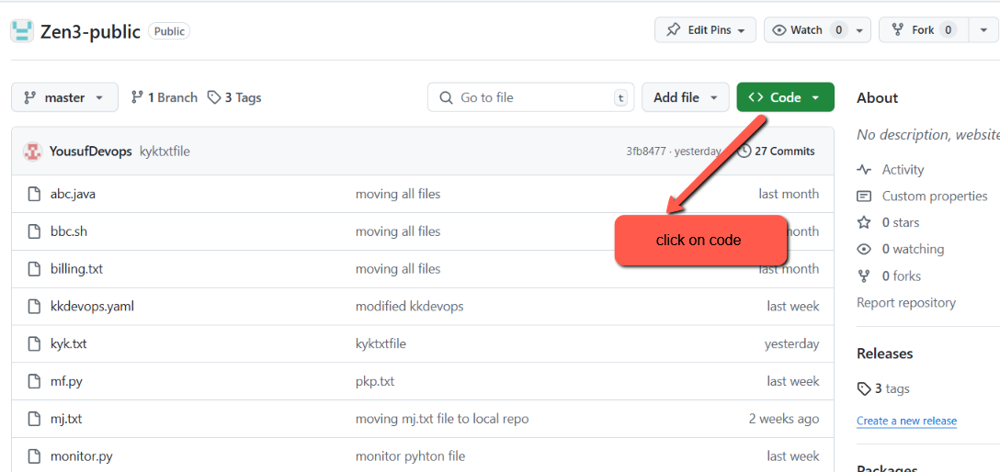 Zen3-public Public Edit Pins Watch 0 Fork 0
master 1 Branch 3 Tags Go to file t Add file Code About
No description, website
YousufDevops kyktxtfile 3fb8477 · yesterday 27 Commits
Activity
abc.java moving all files last month
Custom properties
0 stars
bbc.sh moving all files month
click on code
0 watching
billing.txt moving all files last month
0 forks
kkdevops.yaml modified kkdevops last week
Report repository
kyk.txt kyktxtfile yesterday
Releases
mf.py pkp.txt last week
3 tags
mj.txt moving mj.txt file to local repo 2 weeks ago
Create a new release
monitor.py monitor pyhton file last week
Packages